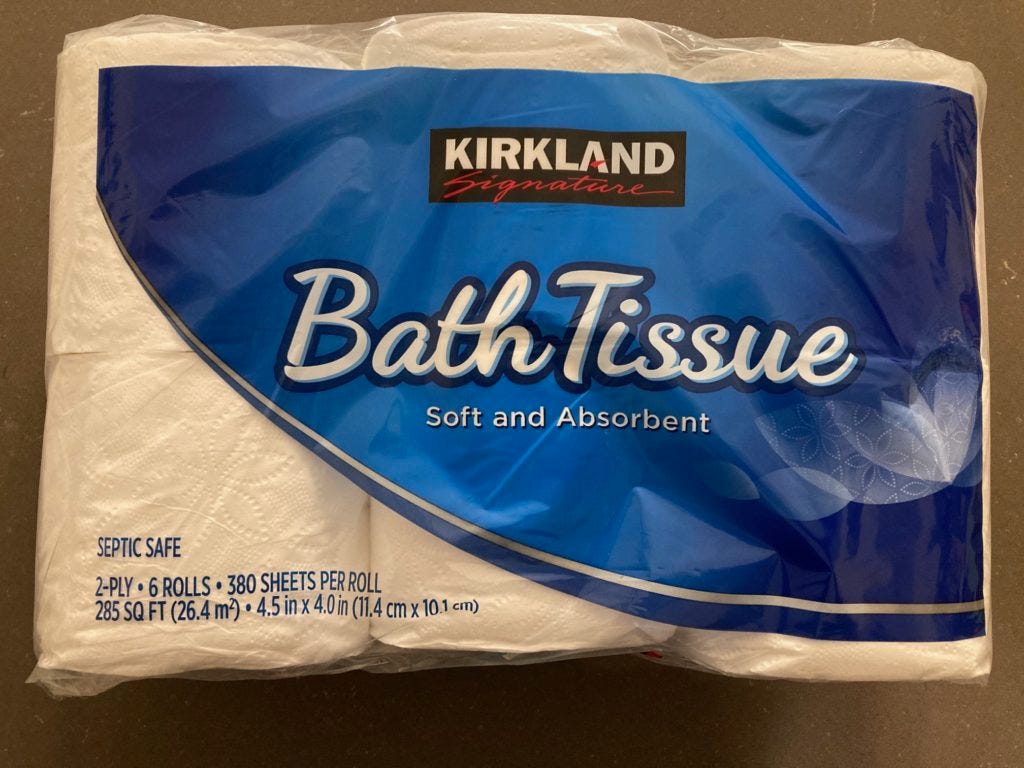 KIRKLAND
Signature
Bath Tissue
Soft and Absorbent
SEPTIC SAFE
2-PLY • 6 ROLLS • 380 SHEETS PER ROLL
285 SQ FT (26.4 m²) • 4.5 in x 4.0 in (11.4 cm x 10.1 cm)